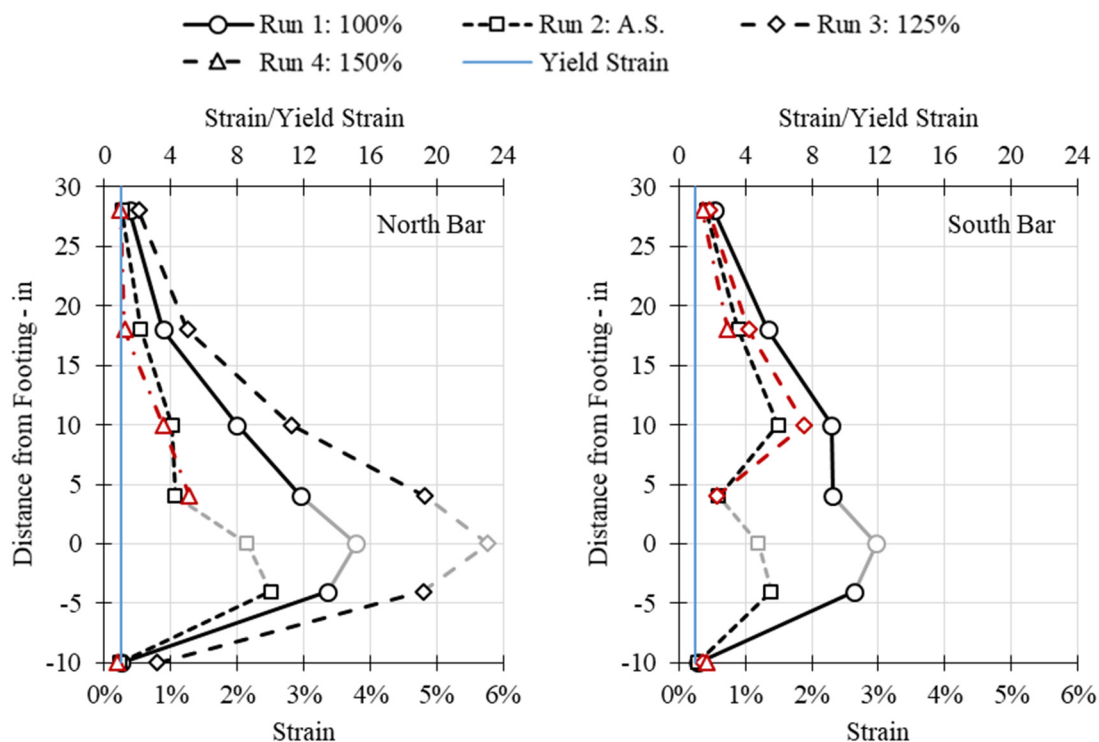 Run 1: 100% Run 2: A.S. Run 3: 125%
Run 4: 150% Yield Strain
Strain/Yield Strain
0 4 8 12 16 20 24
30
25
20
15
10
5
0
-5
-10
Distance from Footing - in
North Bar
0% 1% 2% 3% 4% 5% 6%
Strain
Strain/Yield Strain
0 4 8 12 16 20 24
30
25
20
15
10
5
0
-5
-10
Distance from Footing - in
South Bar
0% 1% 2% 3% 4% 5% 6%
Strain